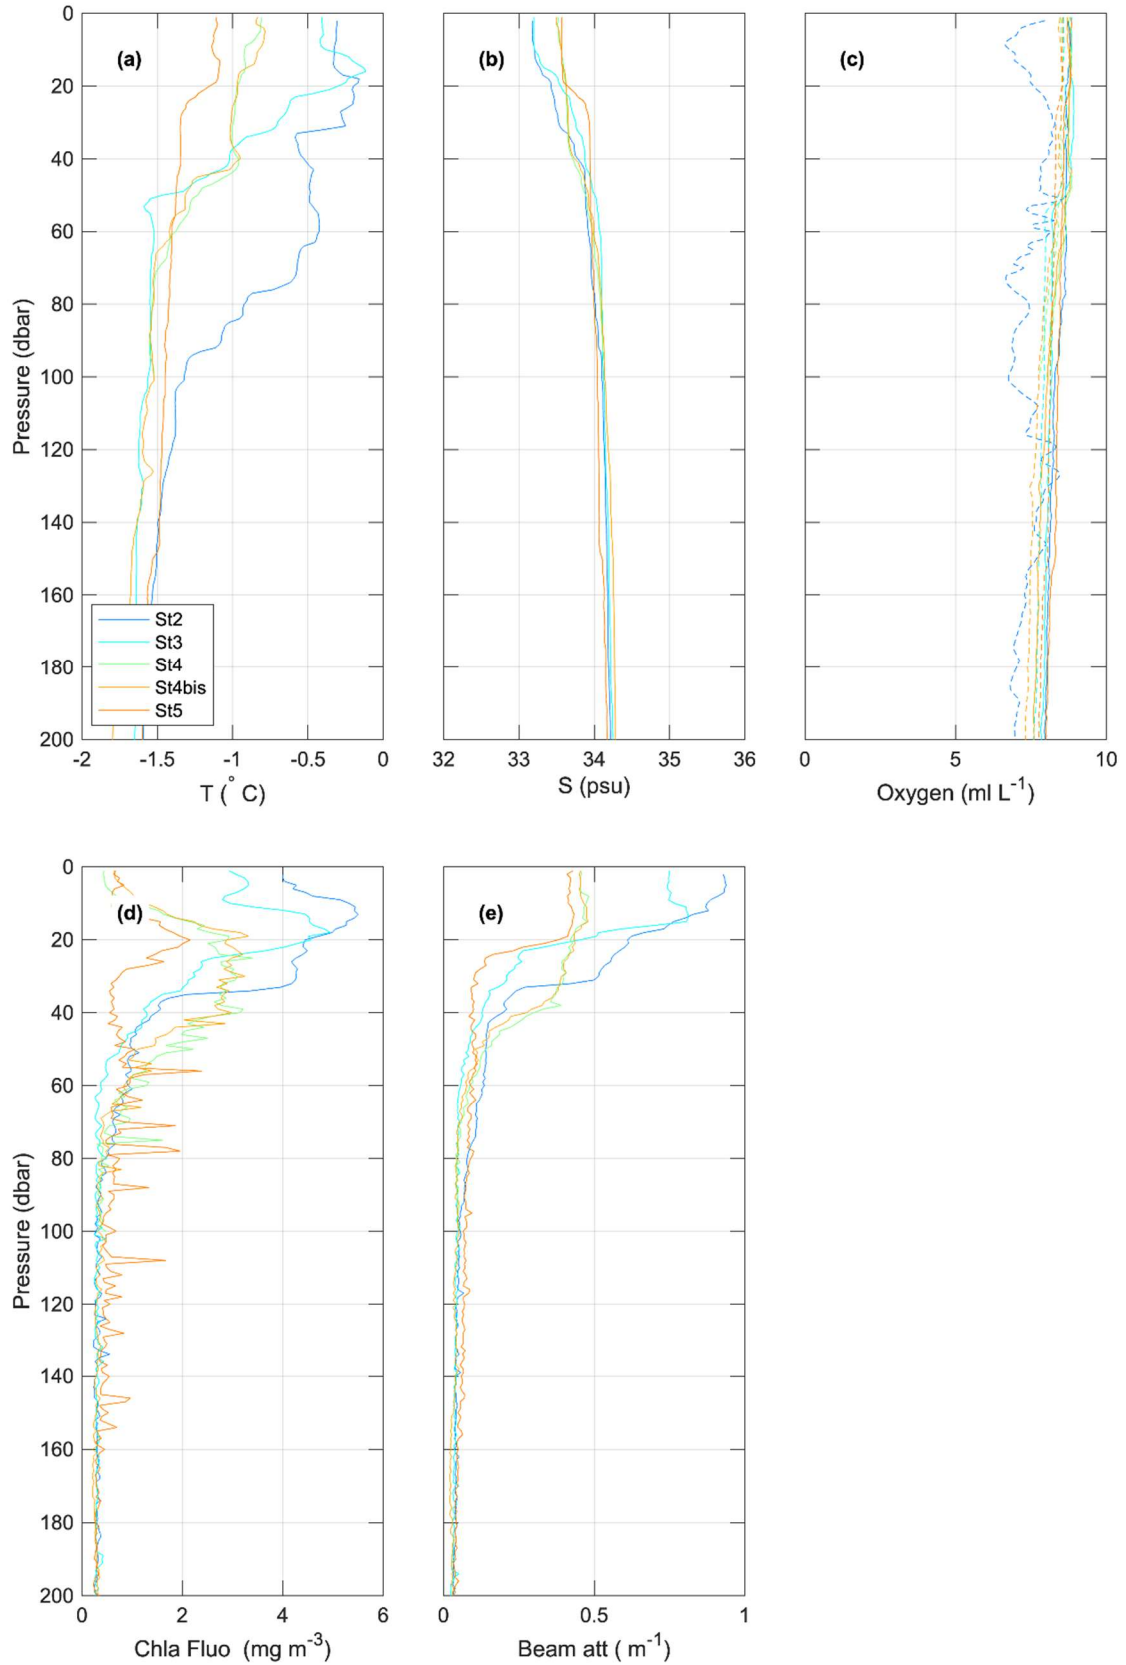 (a)
(b)
(c)
0
20
40
60
80
100
120
140
160
180
200
Pressure (dbar)
St2
St3
St4
St4bis
St5
-2
-1.5
-1
-0.5
0
T (° C)
32
33
34
35
36
S (psu)
0
5
10
Oxygen (ml L-1)
(d)
(e)
0
20
40
60
80
100
120
140
160
180
200
Pressure (dbar)
0
2
4
6
Chla Fluo (mg m-3)
0
0.5
1
Beam att ( m-1)